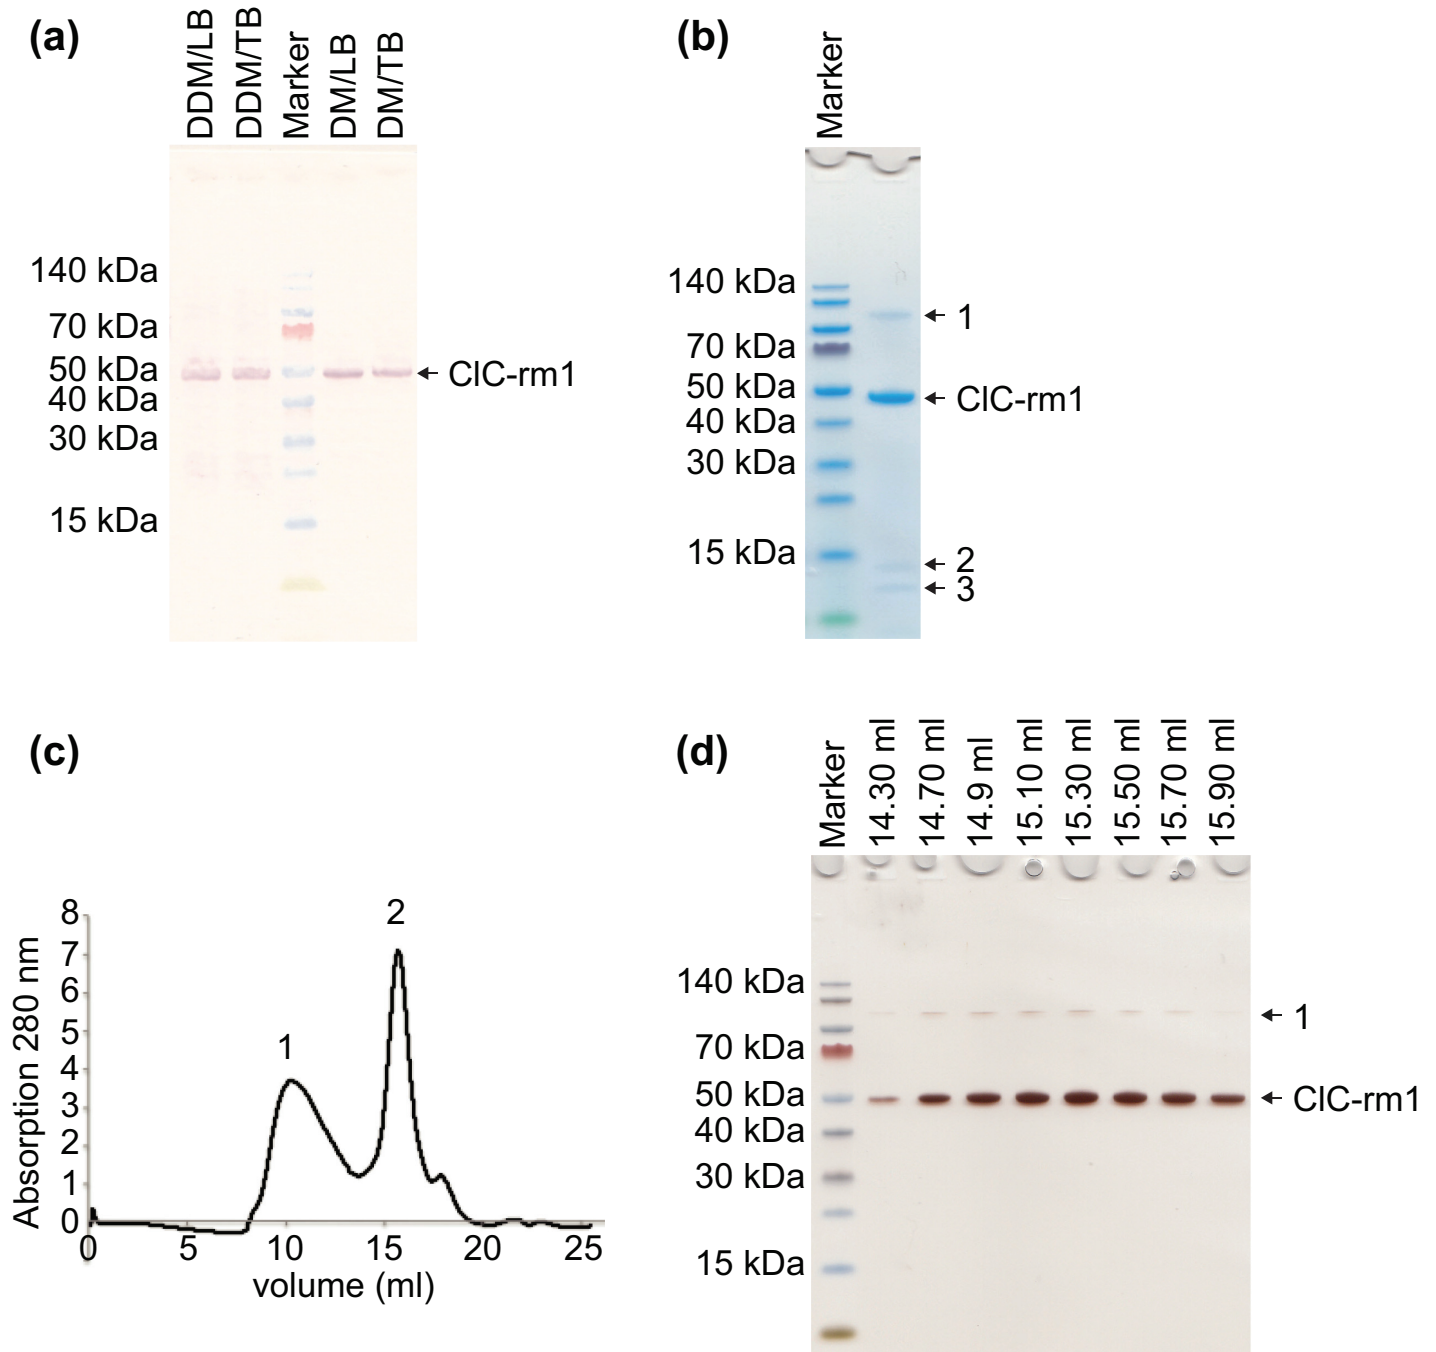 (a)
DDM/LB
DDM/TB
Marker
DM/LB
DM/TB
140 kDa
70 kDa
50 kDa
40 kDa
30 kDa
15 kDa
ClC-rm1
(b)
Marker
140 kDa
70 kDa
50 kDa
40 kDa
30 kDa
15 kDa
1
ClC-rm1
2
3
(c)
Absorption 280 nm
8
7
6
5
4
3
2
1
0
1
2
0
5
10
15
20
25
volume (ml)
(d)
Marker
14.30 ml
14.70 ml
14.9 ml
15.10 ml
15.30 ml
15.50 ml
15.70 ml
15.90 ml
140 kDa
70 kDa
50 kDa
40 kDa
30 kDa
15 kDa
1
ClC-rm1